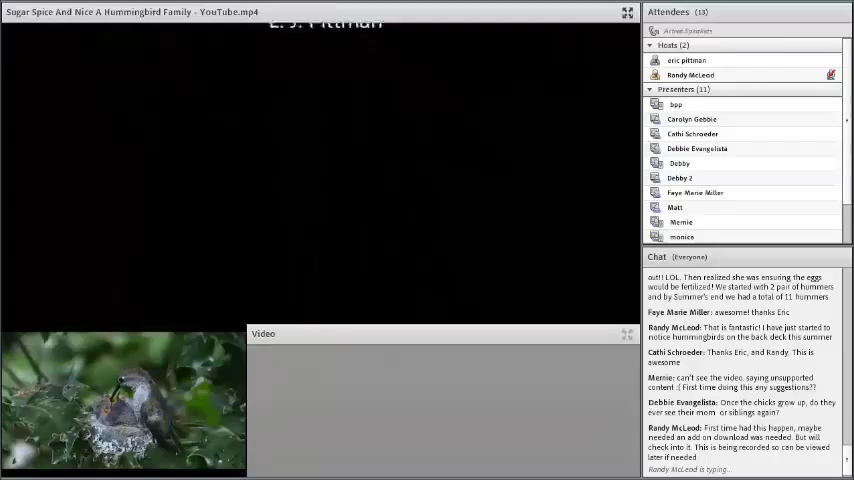 Sugar Spice And Nice A Hummingbird Family - YouTube.mp4
E. J. Pittman
Video
Attendees (13)
Active Speakers
Hosts (2)
eric pittman
Randy McLeod
Presenters (11)
bpp
Carolyn Gebbie
Cathi Schroeder
Debbie Evangelista
Debby
Debby 2
Faye Marie Miller
Matt
Mernie
monica
Chat (Everyone)
out!! LOL. Then realized she was ensuring the eggs
would be fertilized! We started with 2 pair of hummers
and by Summer's end we had a total of 11 hummers.
Faye Marie Miller: awesome! thanks Eric
Randy McLeod: That is fantastic! I have just started to
notice hummingbirds on the back deck this summer
Cathi Schroeder: Thanks Eric, and Randy. This is
awesome
Mernie: can't see the video. saying unsupported
content :( First time doing this any suggestions??
Debbie Evangelista: Once the chicks grow up, do they
ever see their mom or siblings again?
Randy McLeod: First time had this happen, maybe
needed an add on download was needed. But will
check into it. This is being recorded so can be viewed
later if needed
Randy McLeod is typing...